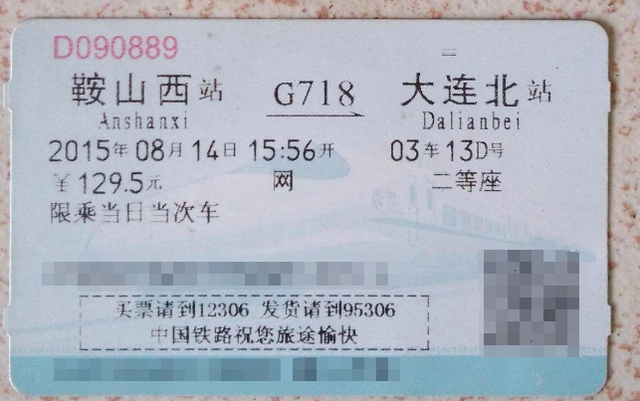 D090889
鞍山西站 G718 大连北站
Anshanxi Dalianbei
2015年08月14日 15:56开 03车13D号
￥129.5元 网 二等座
限乘当日当次车
买票请到12306 发货请到95306
中国铁路祝您旅途愉快